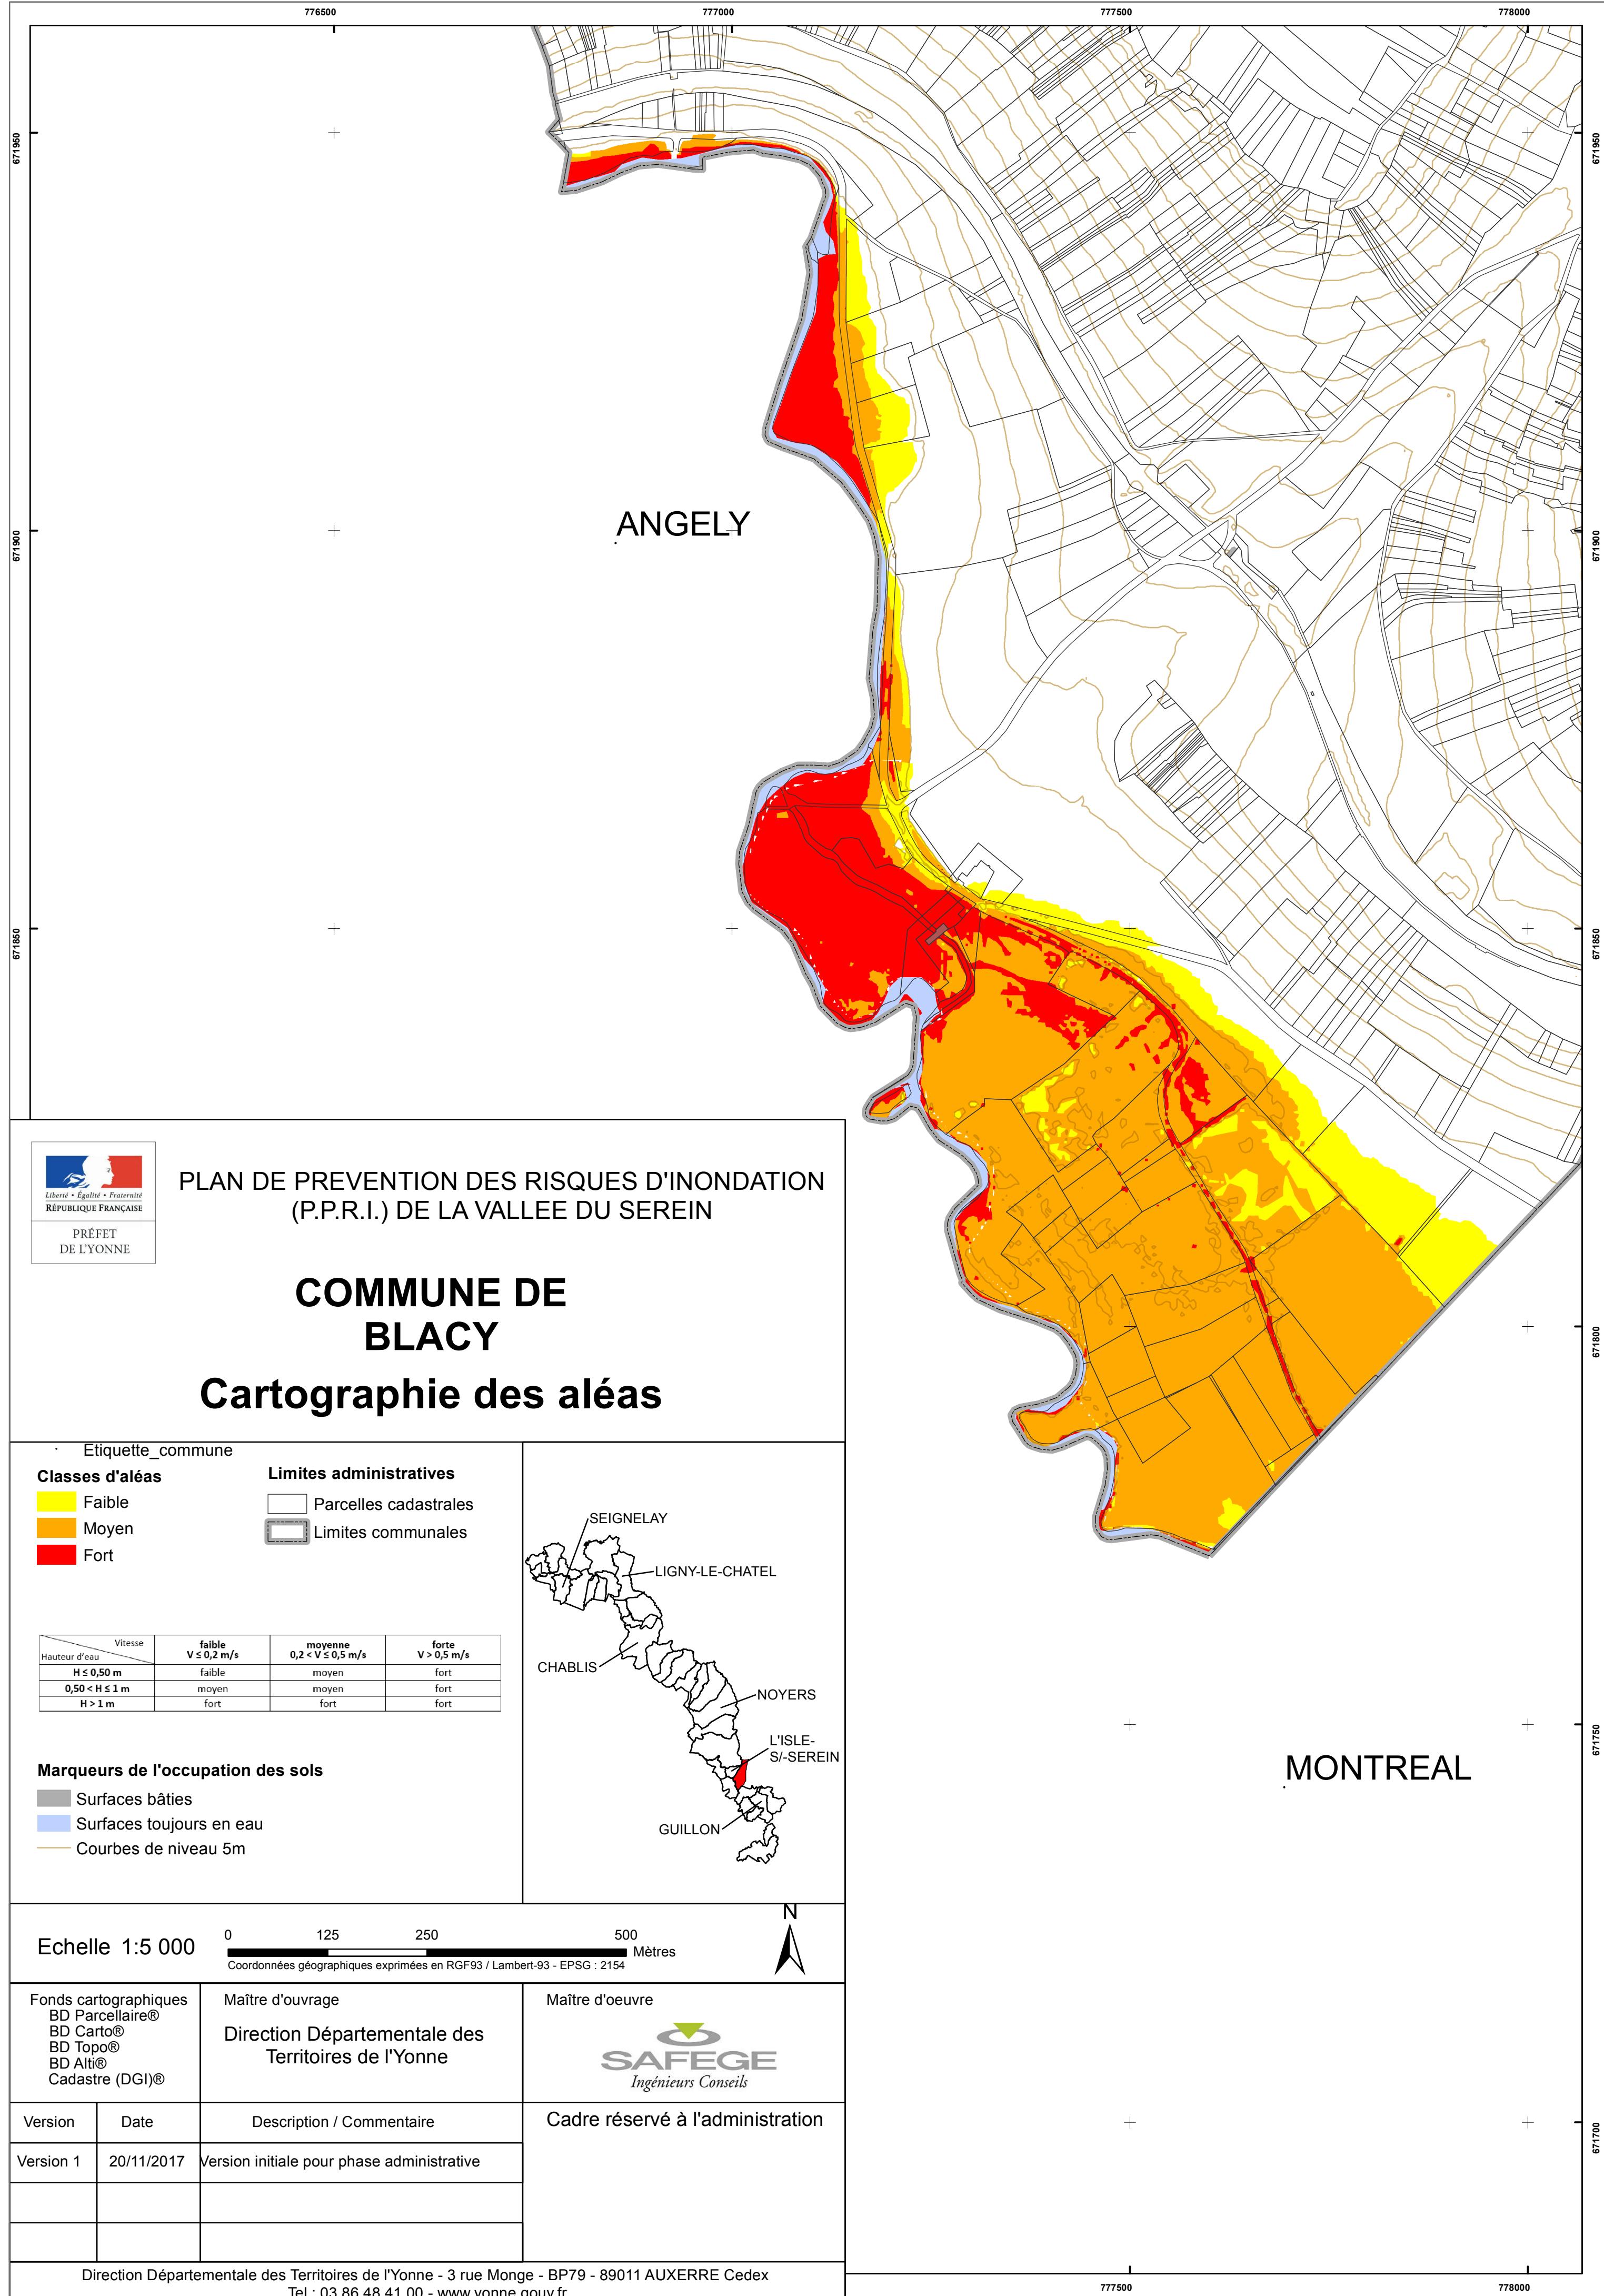 776500
777000
777500
778000
671950
671950
ANGELY
671900
671900
671850
671850
Liberté • Égalité • Fraternité
RÉPUBLIQUE FRANÇAISE
PRÉFET
DE L'YONNE
PLAN DE PREVENTION DES RISQUES D'INONDATION
(P.P.R.I.) DE LA VALLEE DU SEREIN
COMMUNE DE
BLACY
Cartographie des aléas
671800
Etiquette_commune
Classes d'aléas
Faible
Moyen
Fort
Limites administratives
Parcelles cadastrales
Limites communales
Vitesse
Hauteur d'eau
faible
V ≤ 0,2 m/s
moyenne
0,2 < V ≤ 0,5 m/s
forte
V > 0,5 m/s
H ≤ 0,50 m
faible
moyen
fort
0,50 < H ≤ 1 m
moyen
moyen
fort
H > 1 m
fort
fort
fort
Marqueurs de l'occupation des sols
Surfaces bâties
Surfaces toujours en eau
Courbes de niveau 5m
SEIGNELAY
LIGNY-LE-CHATEL
CHABLIS
NOYERS
L'ISLE-
S/-SEREIN
GUILLON
671750
MONTREAL
Echelle 1:5 000
0
125
250
500
Mètres
Coordonnées géographiques exprimées en RGF93 / Lambert-93 - EPSG : 2154
N
Fonds cartographiques
BD Parcellaire®
BD Carto®
BD Topo®
BD Alti®
Cadastre (DGI)®
Maître d'ouvrage
Direction Départementale des
Territoires de l'Yonne
Maître d'oeuvre
SAFEGE
Ingénieurs Conseils
Version
Date
Description / Commentaire
Cadre réservé à l'administration
Version 1
20/11/2017
Version initiale pour phase administrative
671700
Direction Départementale des Territoires de l'Yonne - 3 rue Monge - BP79 - 89011 AUXERRE Cedex
Tel : 03 86 48 41 00 - www.yonne.gouv.fr
777500
778000